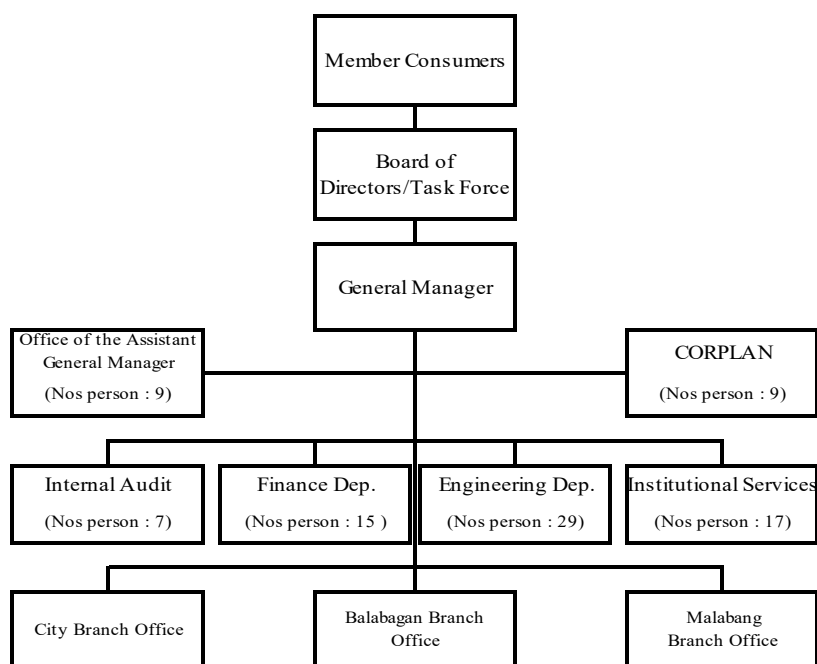 Member Consumers
Board of
Directors/Task Force
General Manager
Office of the Assistant
General Manager
(Nos person : 9)
CORPLAN
(Nos person : 9)
Internal Audit
(Nos person : 7)
Finance Dep.
(Nos person : 15 )
Engineering Dep.
(Nos person : 29)
Institutional Services
(Nos person : 17)
City Branch Office
Balabagan Branch
Office
Malabang
Branch Office